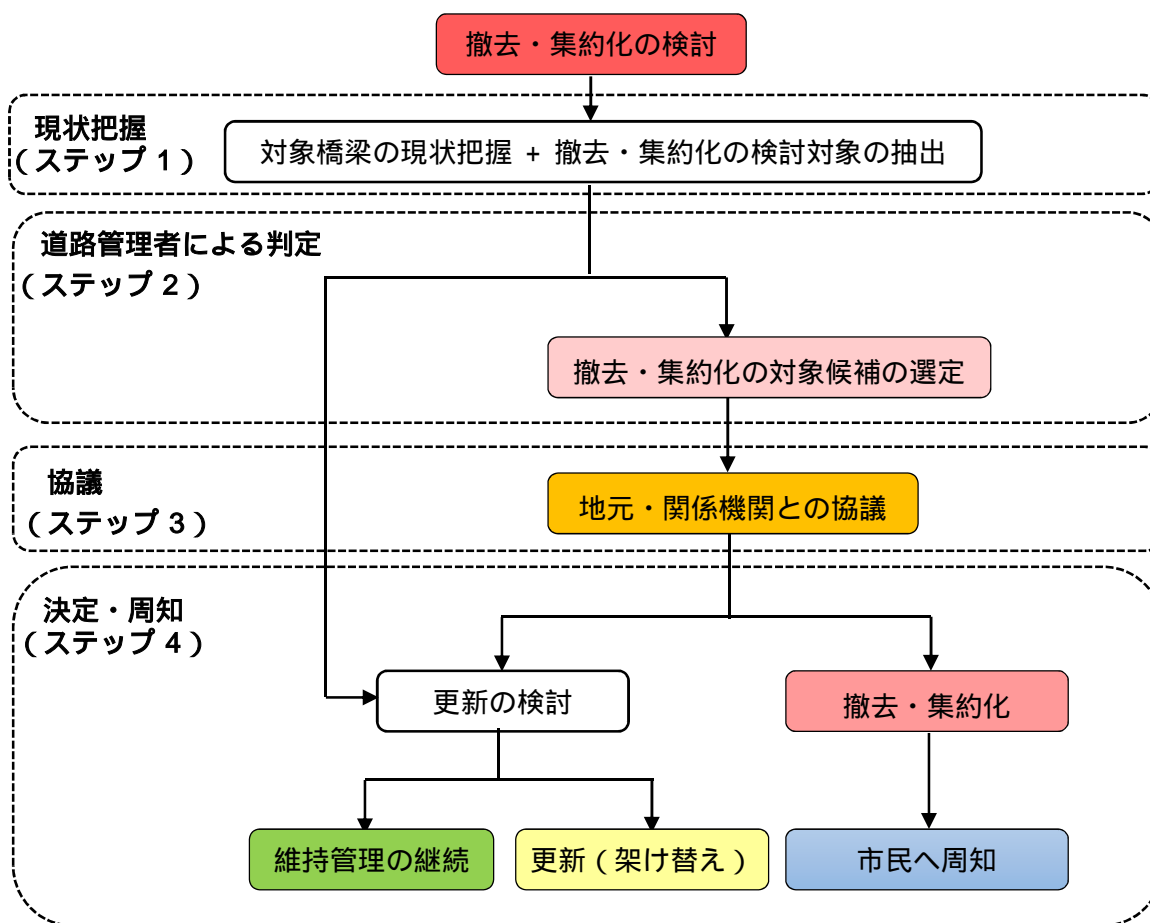 撤去・集約化の検討
現状把握
（ステップ 1 ）
対象橋梁の現状把握 + 撤去・集約化の検討対象の抽出
道路管理者による判定
（ステップ 2 ）
撤去・集約化の対象候補の選定
協議
（ステップ 3 ）
地元・関係機関との協議
決定・周知
（ステップ 4 ）
更新の検討
撤去・集約化
維持管理の継続
更新（架け替え）
市民へ周知